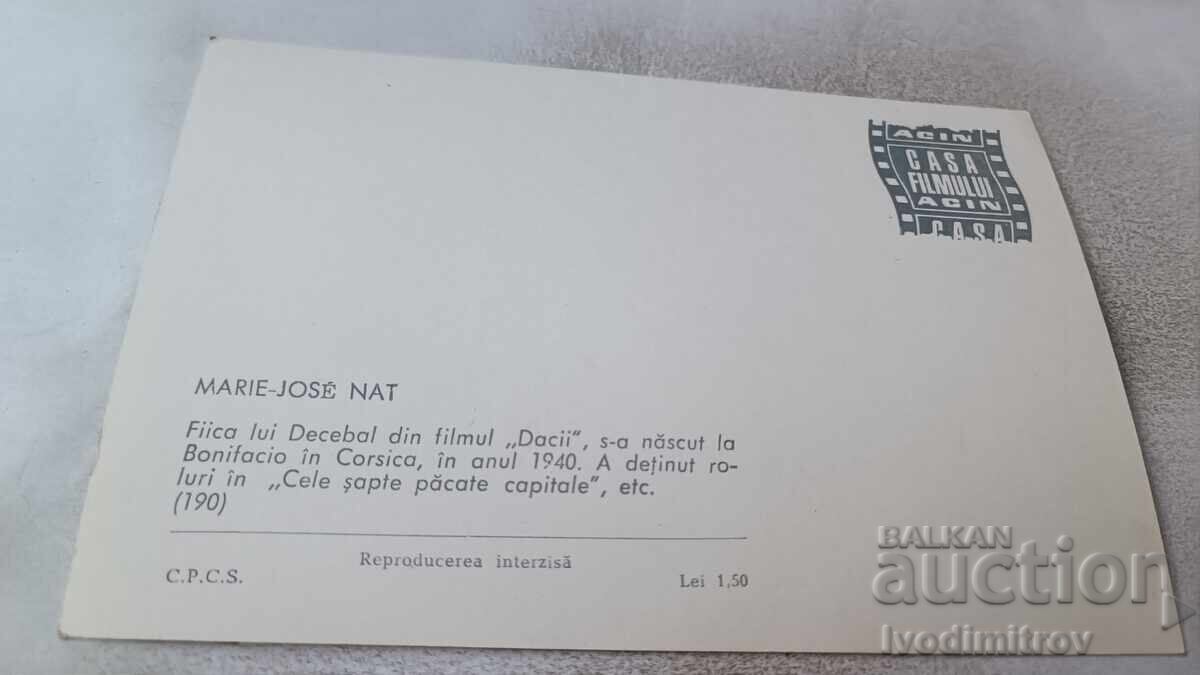 ACIN
CASA
FILMULUI
ACIN
CASA
MARIE-JOSÉ NAT
Fiica lui Decebal din filmul „Dacii”, s-a născut la
Bonifacio în Corsica, în anul 1940. A deținut ro-
luri în „Cele șapte păcate capitale”, etc.
(190)
Reproducerea interzisă
C.P.C.S.
Lei 1,50
BALKAN
auction
Ivodimitrov